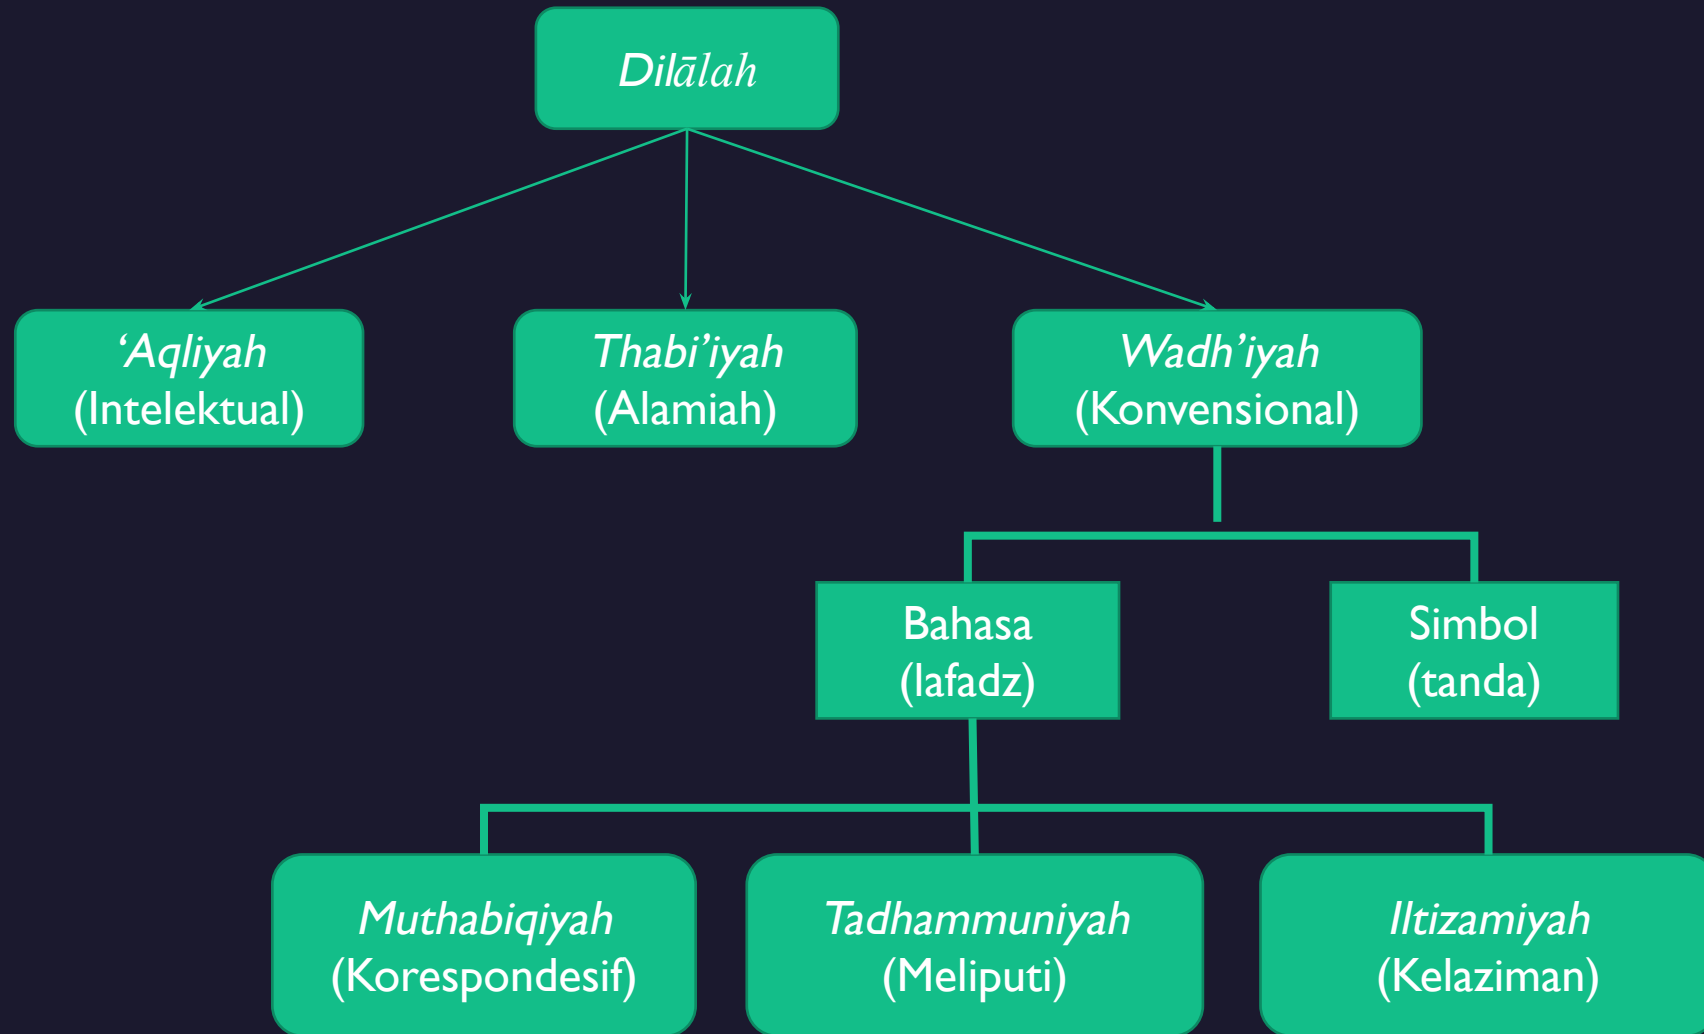 Dilālah
‘Aqliyah
(Intelektual)
Thabi’iyah
(Alamiah)
Wadh’iyah
(Konvensional)
Bahasa
(lafadz)
Simbol
(tanda)
Muthabiqiyah
(Korespondesif)
Tadhammuniyah
(Meliputi)
Iltizamiyah
(Kelaziman)